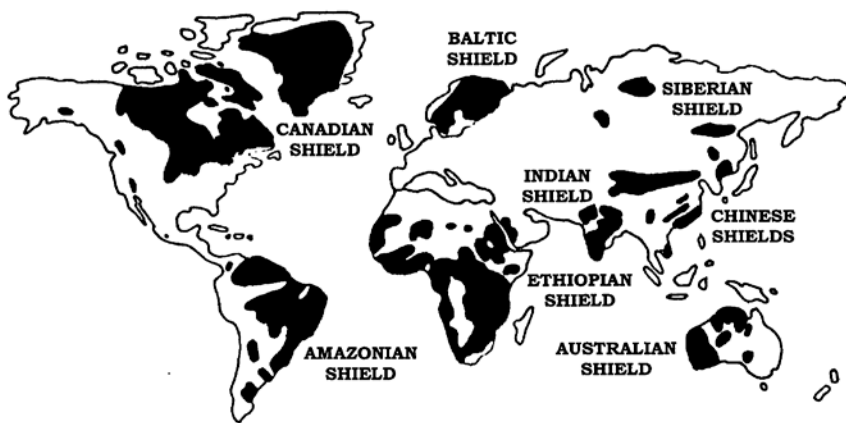 BALTIC
SHIELD
SIBERIAN
SHIELD
CANADIAN
SHIELD
INDIAN
SHIELD
CHINESE
SHIELDS
ETHIOPIAN
SHIELD
AMAZONIAN
SHIELD
AUSTRALIAN
SHIELD